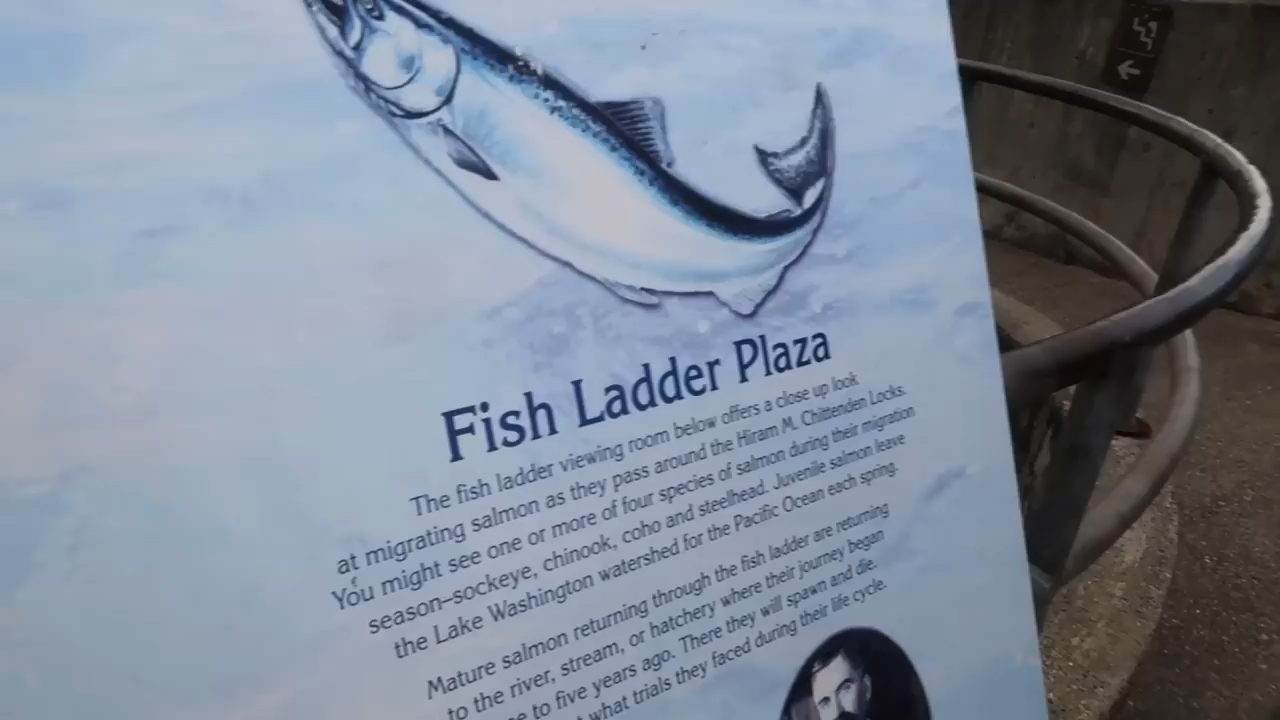 Fish Ladder Plaza
The fish ladder viewing room below offers a close up look
at migrating salmon as they pass around the Hiram M. Chittenden Locks.
You might see one or more of four species of salmon during their migration
season–sockeye, chinook, coho and steelhead. Juvenile salmon leave
the Lake Washington watershed for the Pacific Ocean each spring.
Mature salmon returning through the fish ladder are returning
to the river, stream, or hatchery where their journey began
to five years ago. There they will spawn and die.
what trials they faced during their life cycle.